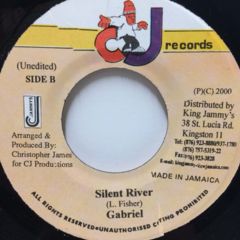 CJ
records
(Unedited)
SIDE B
(P)(C) 2000
Distributed by
King Jammy's
38 St. Lucia Rd.
Kingston 11
MADE IN JAMAICA
Arranged &
Produced By:
Christopher James
for CJ Productions
Silent River
(L. Fisher)
Gabriel
ALL RIGHTS RESERVED
UNAUTHORISED COPYING PROHIBITED